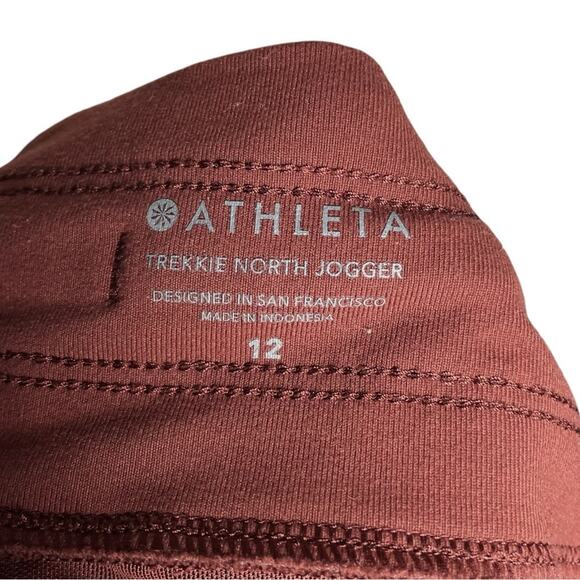 ATHLETA
TREKKIE NORTH JOGGER
DESIGNED IN SAN FRANCISCO
MADE IN INDONESIA
12